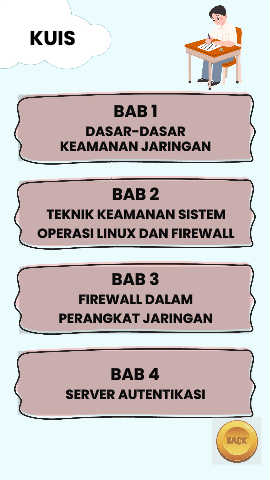 KUIS
BAB 1
DASAR-DASAR
KEAMANAN JARINGAN
BAB 2
TEKNIK KEAMANAN SISTEM
OPERASI LINUX DAN FIREWALL
BAB 3
FIREWALL DALAM
PERANGKAT JARINGAN
BAB 4
SERVER AUTENTIKASI
BACK